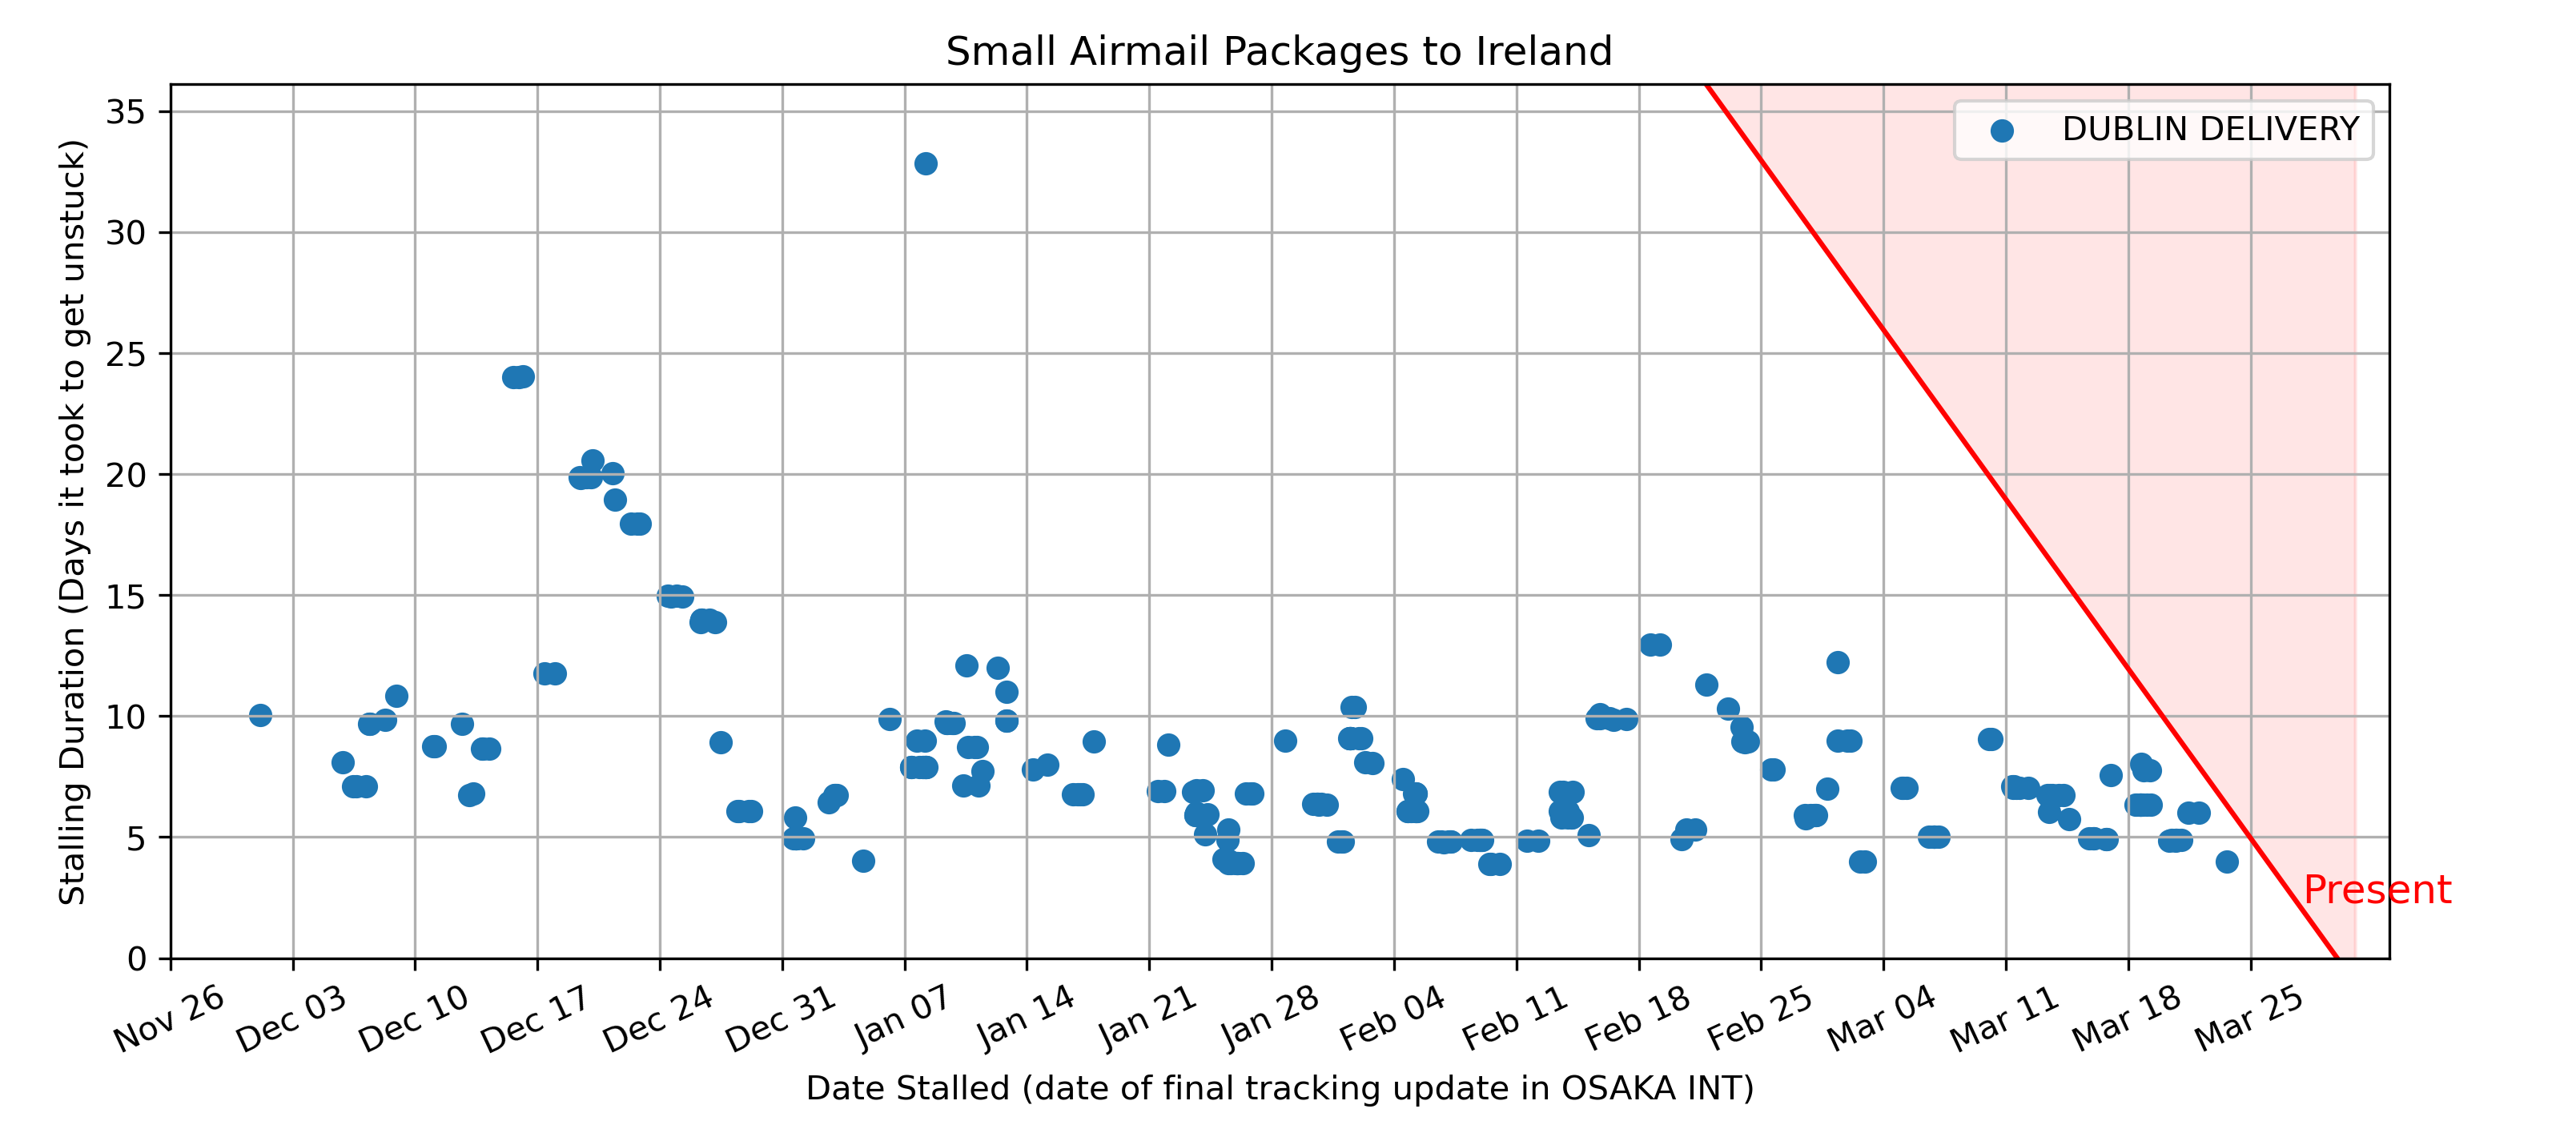 Small Airmail Packages to Ireland
DUBLIN DELIVERY
Stalling Duration (Days it took to get unstuck)
35
30
25
20
15
10
5
0
Present
Nov 26
Dec 03
Dec 10
Dec 17
Dec 24
Dec 31
Jan 07
Jan 14
Jan 21
Jan 28
Feb 04
Feb 11
Feb 18
Feb 25
Mar 04
Mar 11
Mar 18
Mar 25
Date Stalled (date of final tracking update in OSAKA INT)